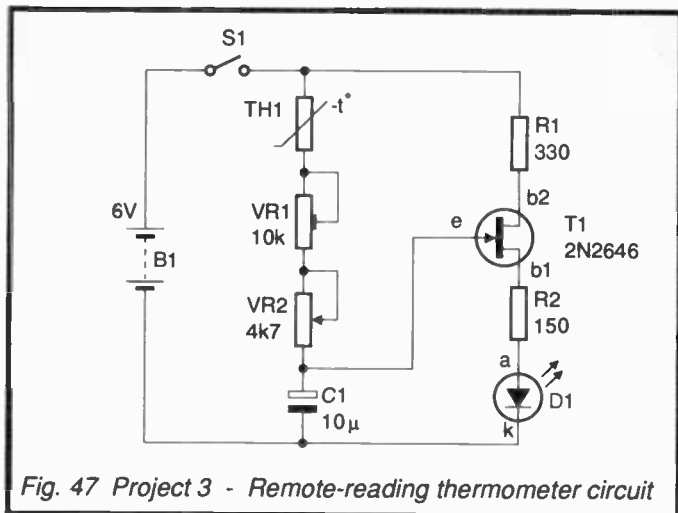 S1
TH1
-t°
R1
330
b2
6V
VR1
10k
e
T1
2N2646
B1
b1
VR2
4k7
R2
150
a
C1
10µ
D1
k
Fig. 47 Project 3 - Remote-reading thermometer circuit